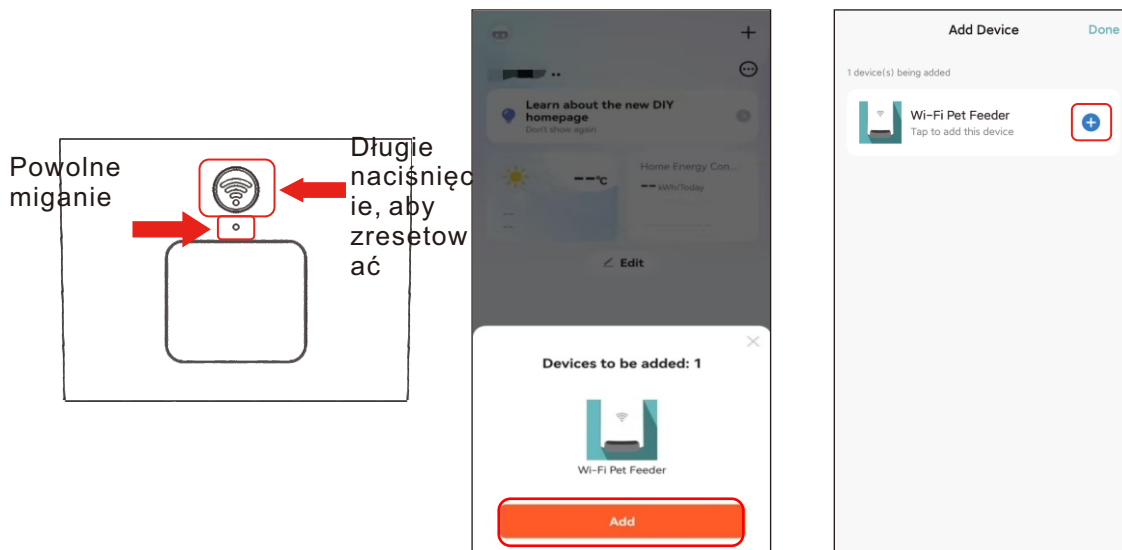 Powolne
miganie
Długie
naciśnięc
ie, aby
zresetow
ać
Learn about the new DIY
homepage
Don't show again
--°C
Home Energy Con...
-- kWh/Today
--
--
Edit
Devices to be added: 1
Wi-Fi Pet Feeder
Add
Add Device
Done
1 device(s) being added
Wi-Fi Pet Feeder
Tap to add this device